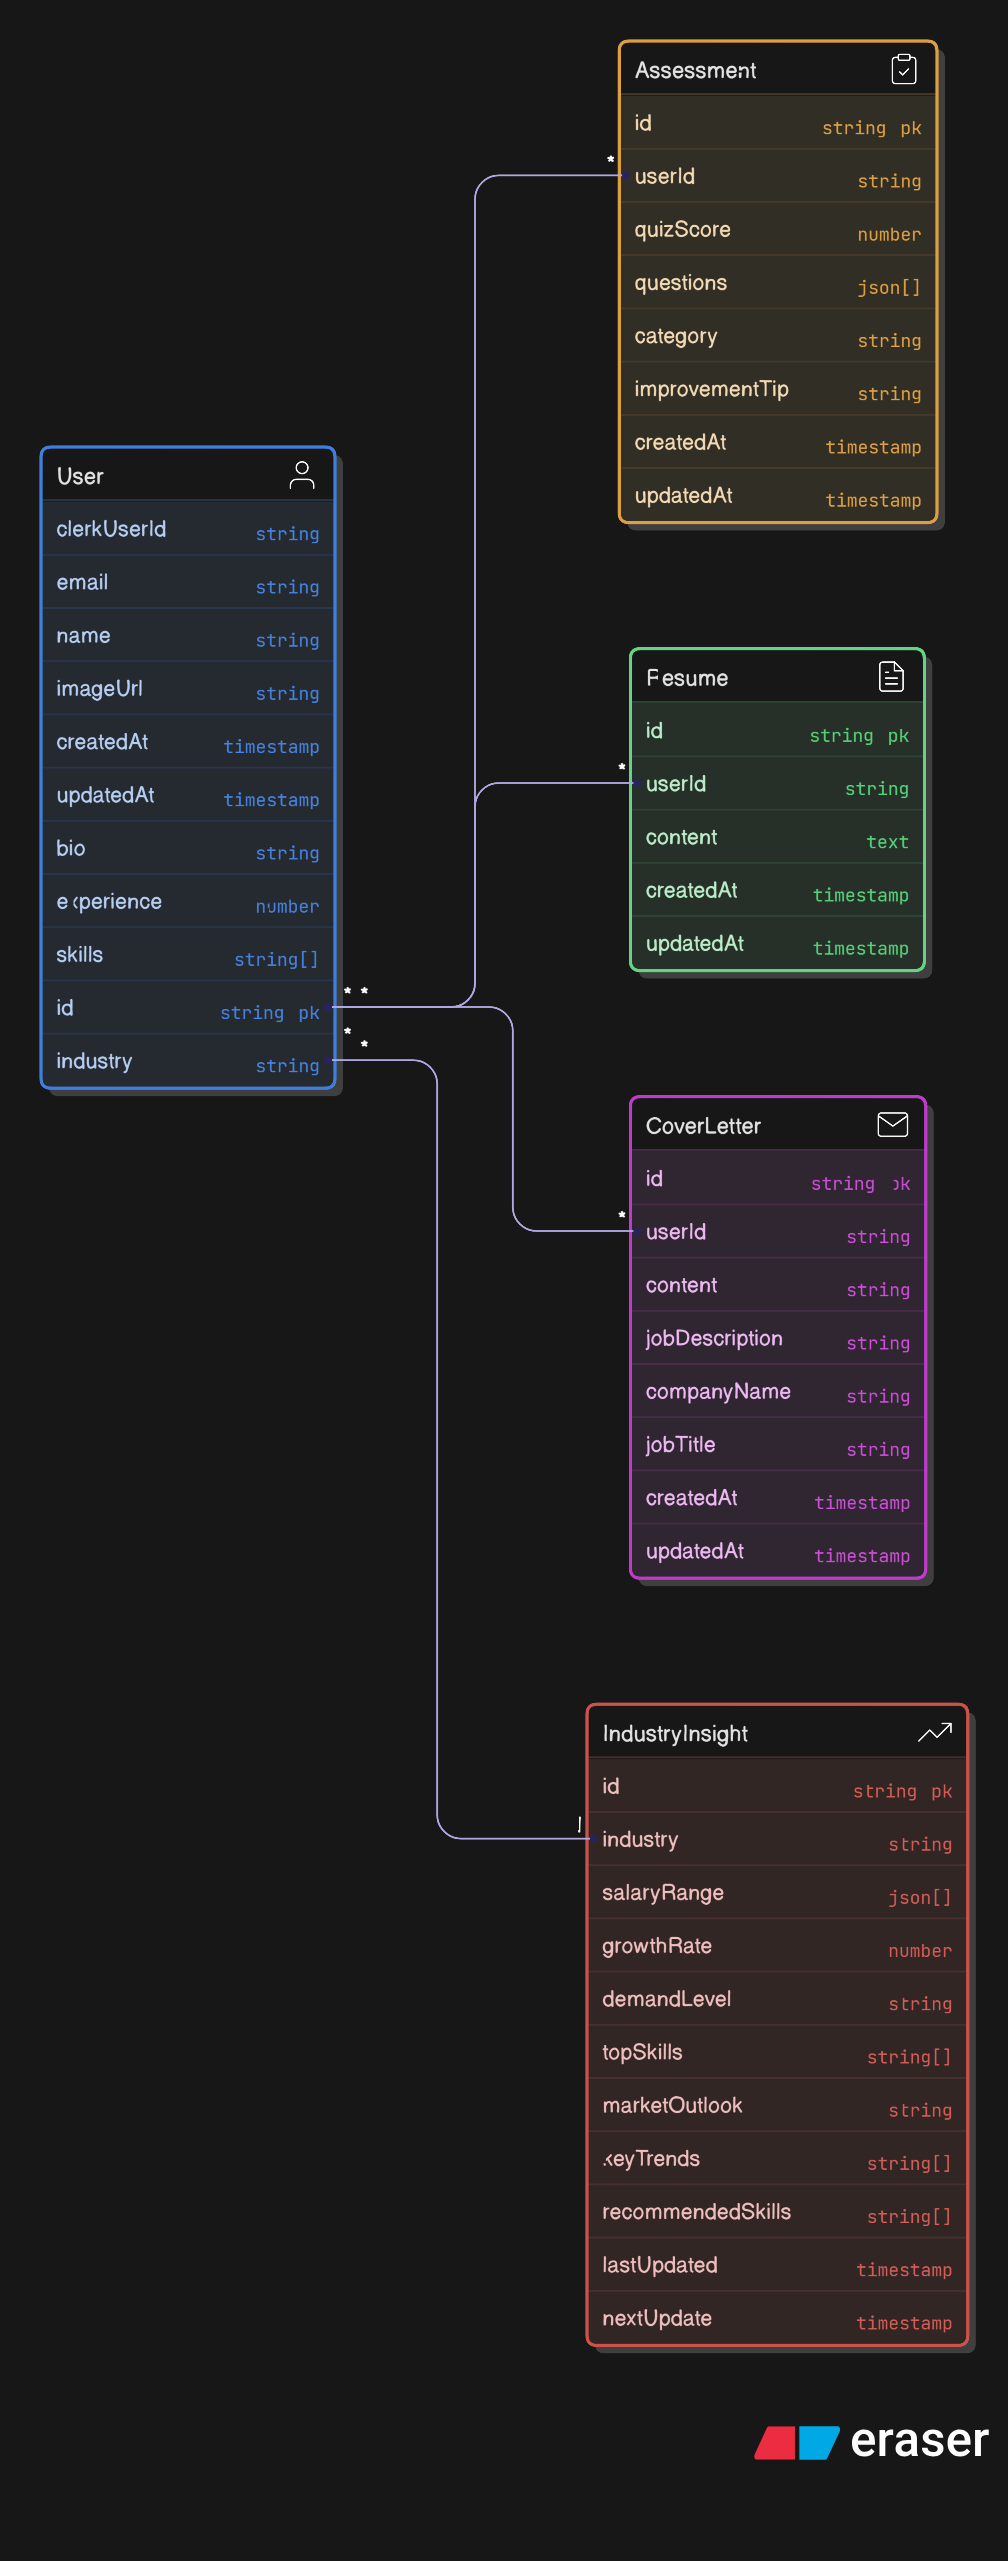 Assessment
id string pk
* userId string
quizScore number
questions json[]
category string
improvementTip string
createdAt timestamp
updatedAt timestamp
User
clerkUserId string
email string
name string
imageUrl string
createdAt timestamp
updatedAt timestamp
bio string
experience number
skills string[]
id string pk * *
*
industry string *
Resume
id string pk
* userId string
content text
createdAt timestamp
updatedAt timestamp
CoverLetter
id string pk
* userId string
content string
jobDescription string
companyName string
jobTitle string
createdAt timestamp
updatedAt timestamp
IndustryInsight
id string pk
industry string
salaryRange json[]
growthRate number
demandLevel string
topSkills string[]
marketOutlook string
keyTrends string[]
recommendedSkills string[]
lastUpdated timestamp
nextUpdate timestamp
eraser